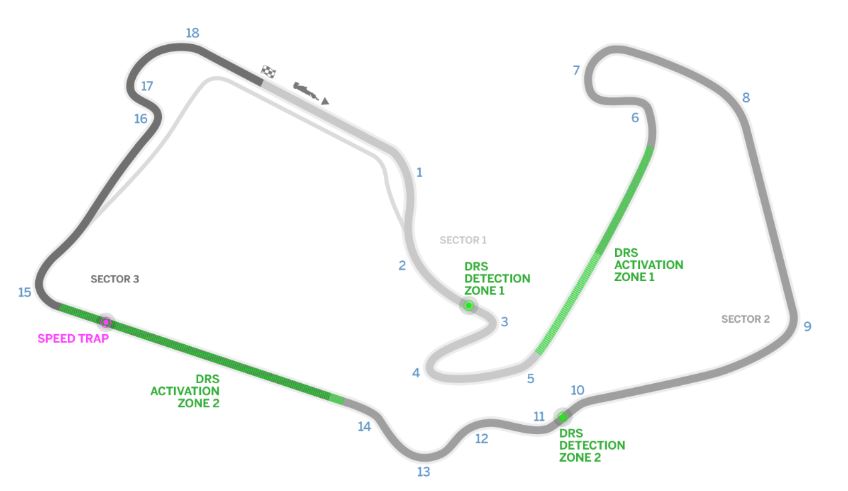 18
17
16
7
8
6
1
SECTOR 1
2
DRS
DETECTION
ZONE 1
DRS
ACTIVATION
ZONE 1
SECTOR 3
15
SPEED TRAP
3
SECTOR 2
9
4
5
DRS
ACTIVATION
ZONE 2
10
11
14
12
13
DRS
DETECTION
ZONE 2